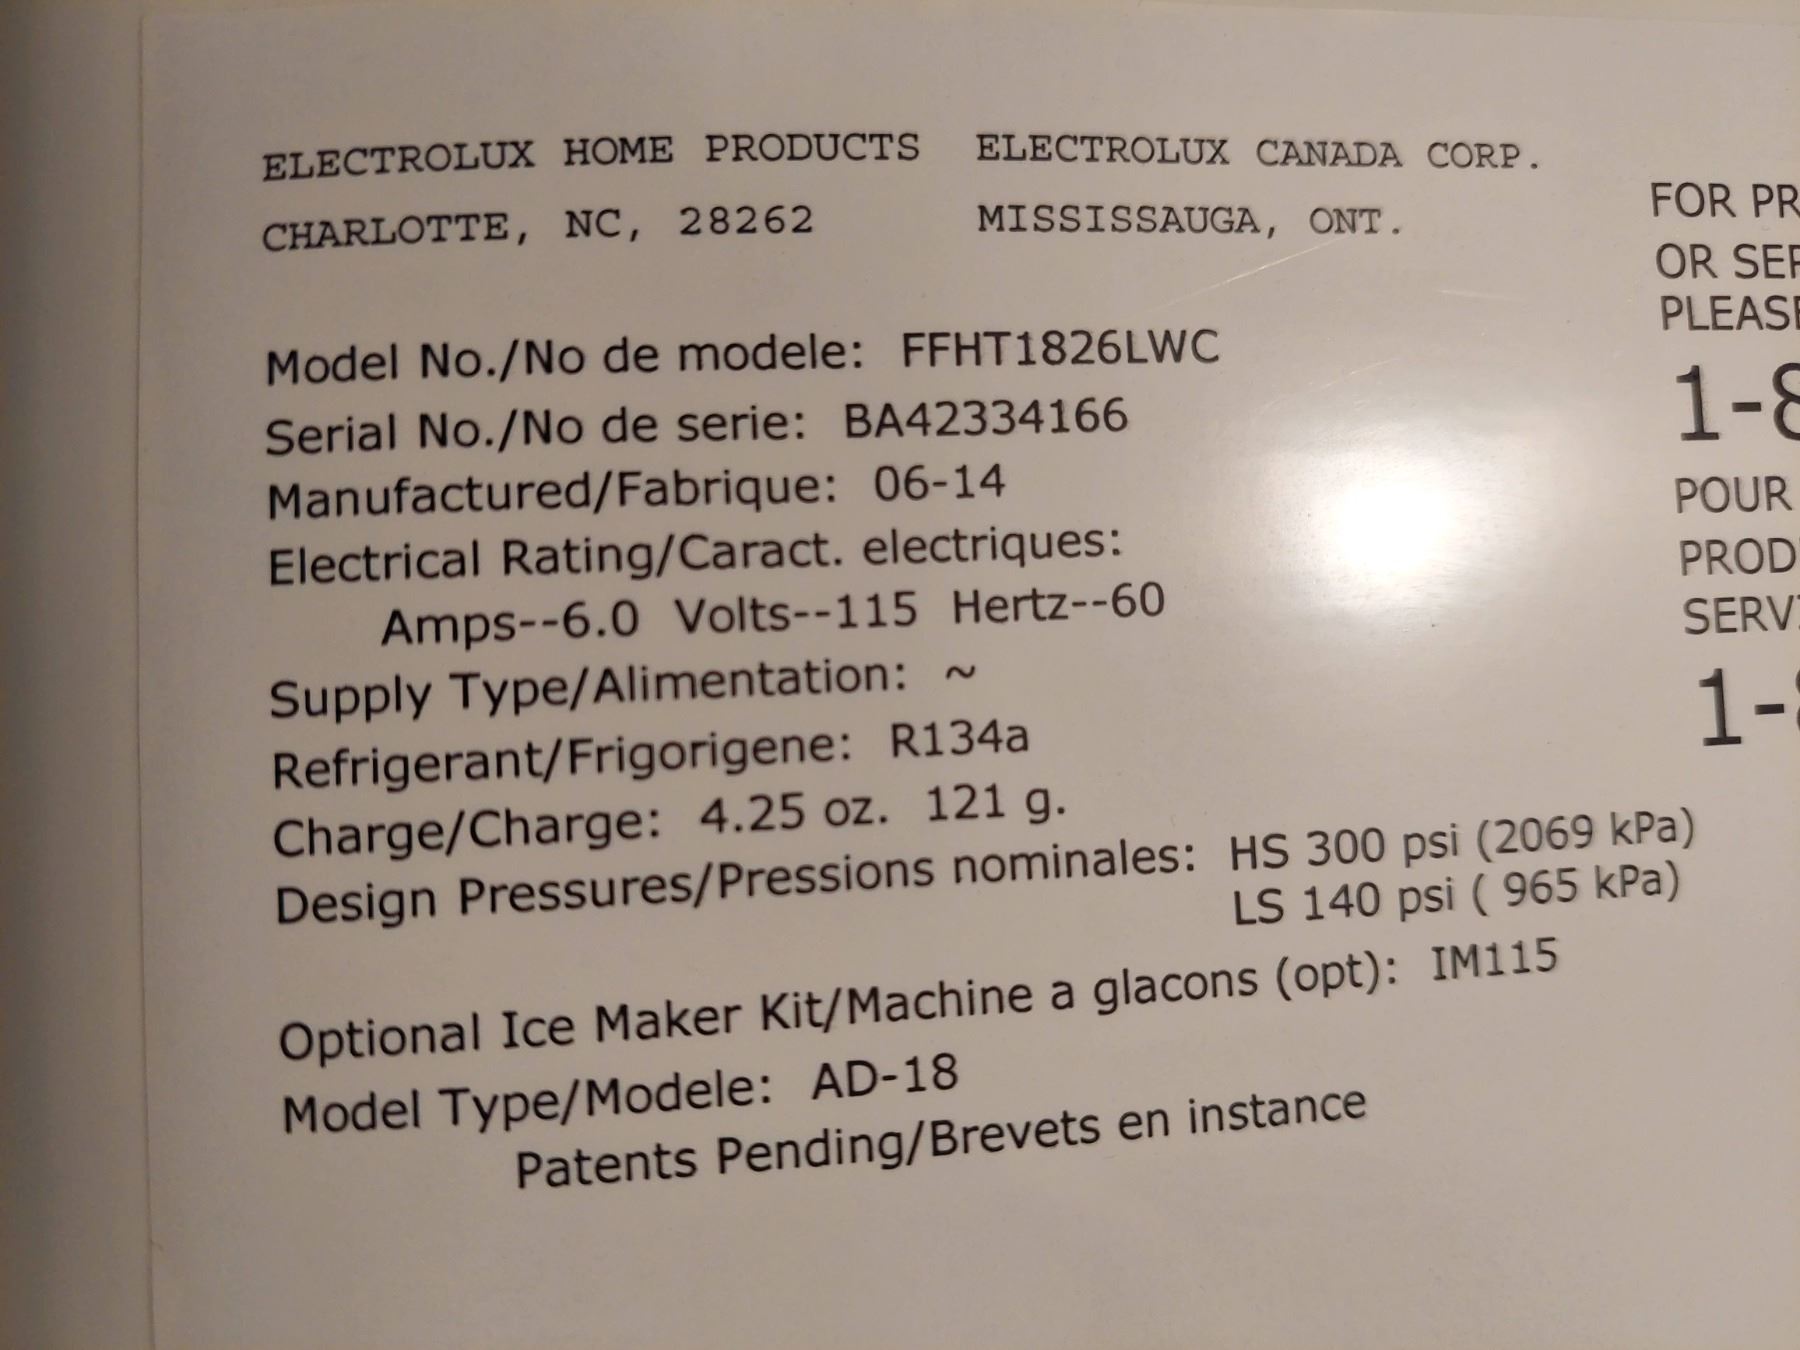 ELECTROLUX HOME PRODUCTS ELECTROLUX CANADA CORP.
CHARLOTTE, NC, 28262 MISSISSAUGA, ONT.
Model No./No de modele: FFHT1826LWC
Serial No./No de serie: BA42334166
Manufactured/Fabrique: 06-14
Electrical Rating/Caract. electriques:
Amps--6.0 Volts--115 Hertz--60
Supply Type/Alimentation: ~
Refrigerant/Frigorigene: R134a
Charge/Charge: 4.25 oz. 121 g.
Design Pressures/Pressions nominales: HS 300 psi (2069 kPa)
LS 140 psi ( 965 kPa)
Optional Ice Maker Kit/Machine a glacons (opt): IM115
Model Type/Modele: AD-18
Patents Pending/Brevets en instance
FOR
OR
POUR